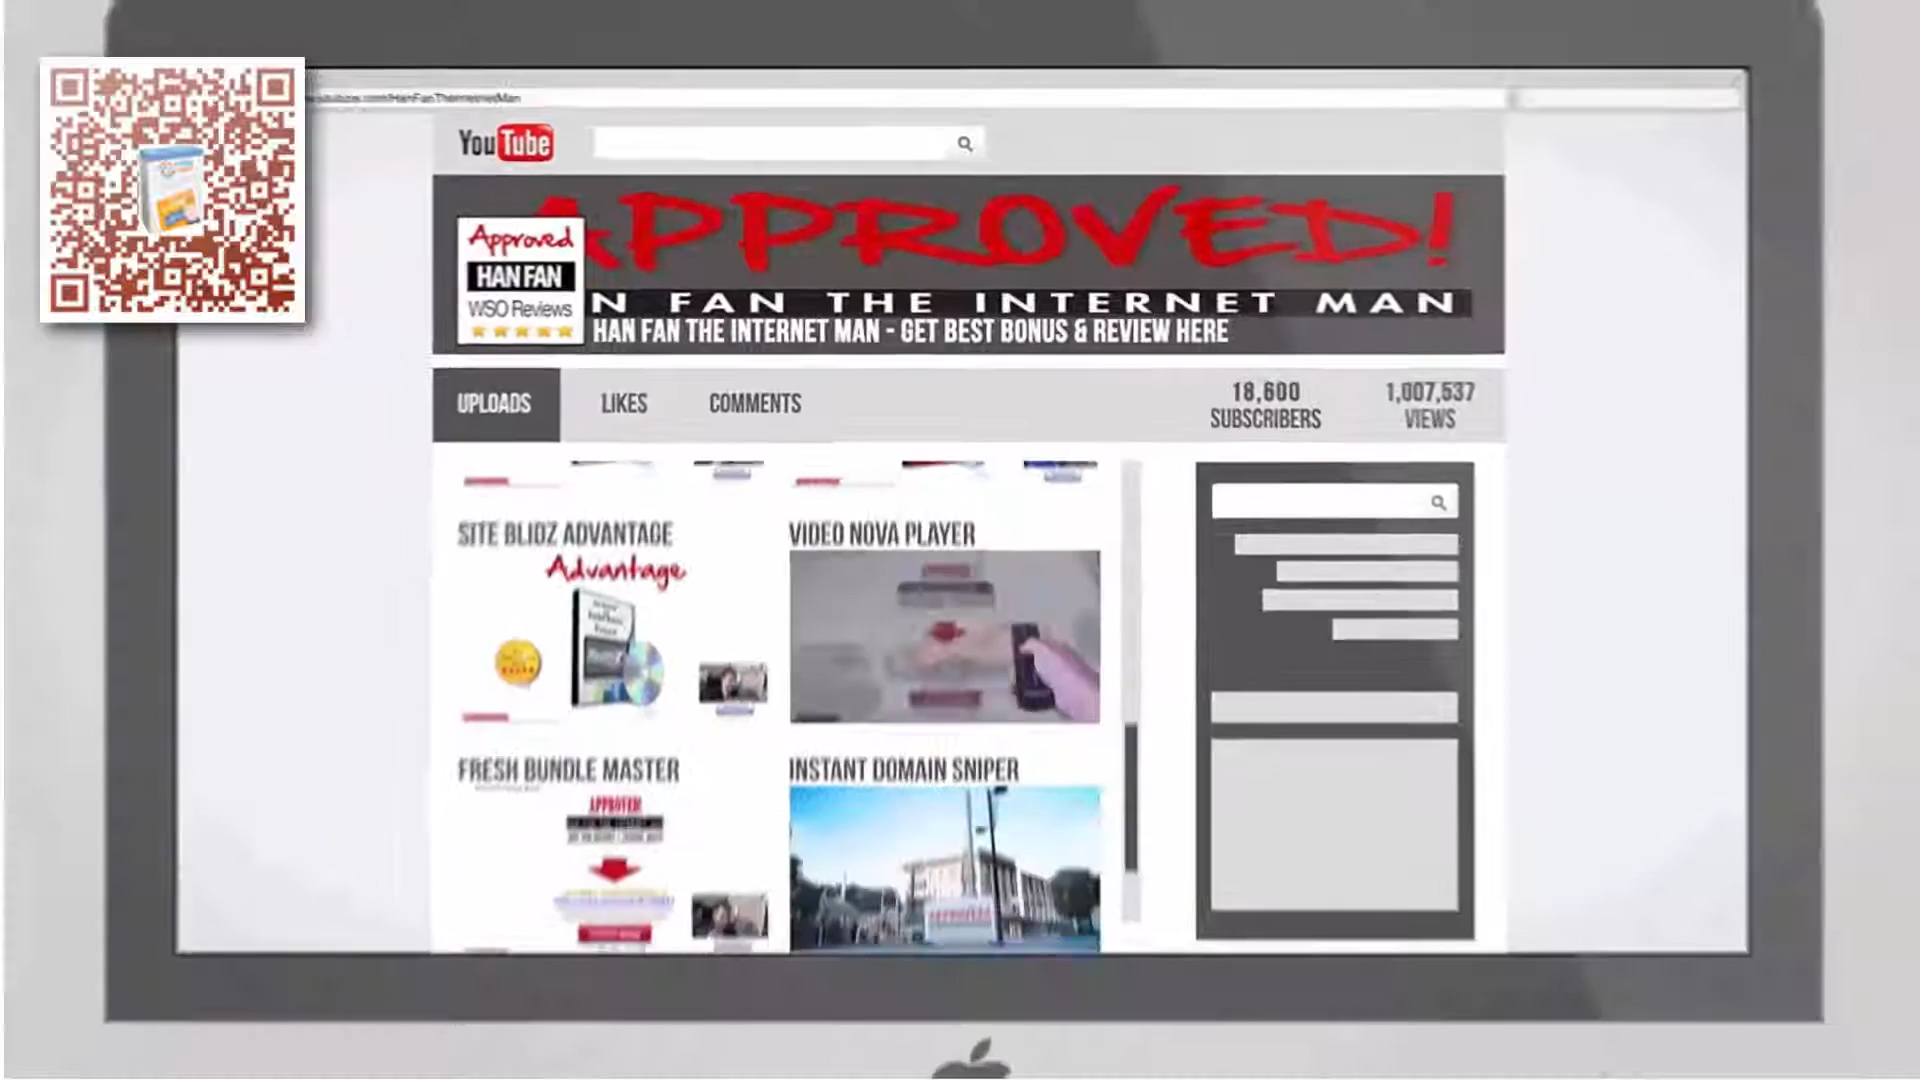 YouTube
APPROVED!
Approved
HAN FAN
WSO Reviews
N FAN THE INTERNET MAN
HAN FAN THE INTERNET MAN - GET BEST BONUS & REVIEW HERE
UPLOADS
LIKES
COMMENTS
18,600
SUBSCRIBERS
1,007,537
VIEWS
SITE BLIDZ ADVANTAGE
Advantage
VIDEO NOVA PLAYER
FRESH BUNDLE MASTER
APPROVED!
INSTANT DOMAIN SNIPER